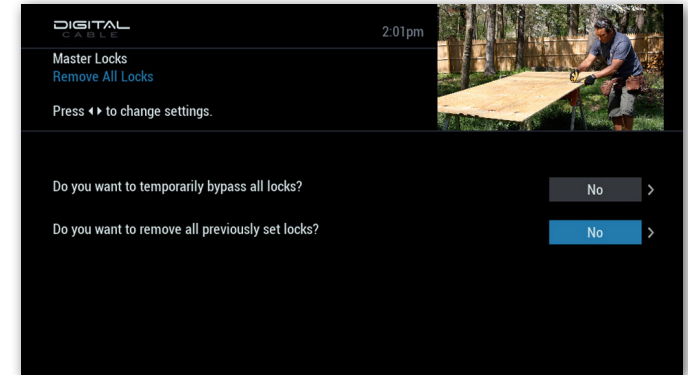 DIGITAL
CABLE
2:01pm
Master Locks
Remove All Locks
Press ◂ ▸ to change settings.
Do you want to temporarily bypass all locks?
No >
Do you want to remove all previously set locks?
No >